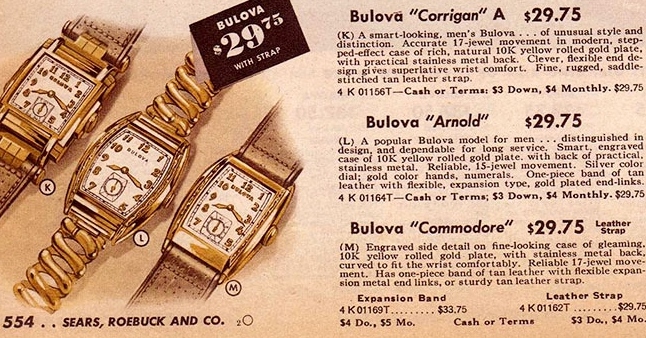 BULOVA
$29.75
WITH STRAP
BULOVA
BULOVA
K
L
M
554 . . SEARS, ROEBUCK AND CO.
Bulova "Corrigan" A $29.75
(K) A smart-looking, men's Bulova . . . of unusual style and
distinction. Accurate 17-jewel movement in modern, step-
ped-effect case of rich, natural 10K yellow rolled gold plate,
with practical stainless metal back. Clever, flexible end de-
sign gives superlative wrist comfort. Fine, rugged, saddle-
stitched tan leather strap.
4 K 01156T—Cash or Terms: $3 Down, $4 Monthly. $29.75
Bulova "Arnold" $29.75
(L) A popular Bulova model for men . . . distinguished in
design, and dependable for long service. Smart, engraved
case of 10K yellow rolled gold plate. with back of practical,
stainless metal. Reliable, 15-jewel movement. Silver color
dial; gold color hands, numerals. One-piece band of tan
leather with flexible, expansion type, gold plated end-links.
4 K 01164T—Cash or Terms; $3 Down, $4 Monthly. $29.75
Bulova "Commodore" $29.75 Leather Strap
(M) Engraved side detail on fine-looking case of gleaming,
10K yellow rolled gold plate, with stainless metal back,
curved to fit the wrist comfortably. Reliable 17-jewel move-
ment. Has one-piece band of tan leather with flexible expan-
sion metal end links, or sturdy tan leather strap.
Expansion Band Leather Strap
4 K 01169T......... $33.75 4 K 01162T.......... $29.75
$4 Do., $5 Mo. Cash or Terms $3 Do., $4 Mo.